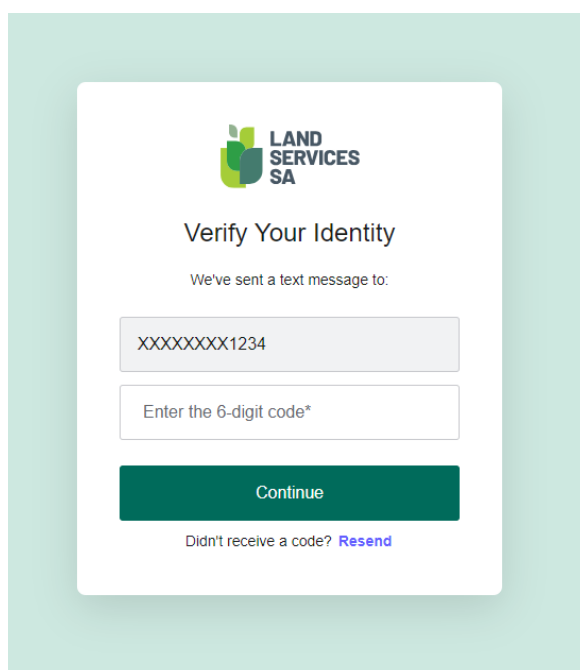 LAND
SERVICES
SA
Verify Your Identity
We've sent a text message to:
XXXXXXXX1234
Enter the 6-digit code*
Continue
Didn't receive a code? Resend